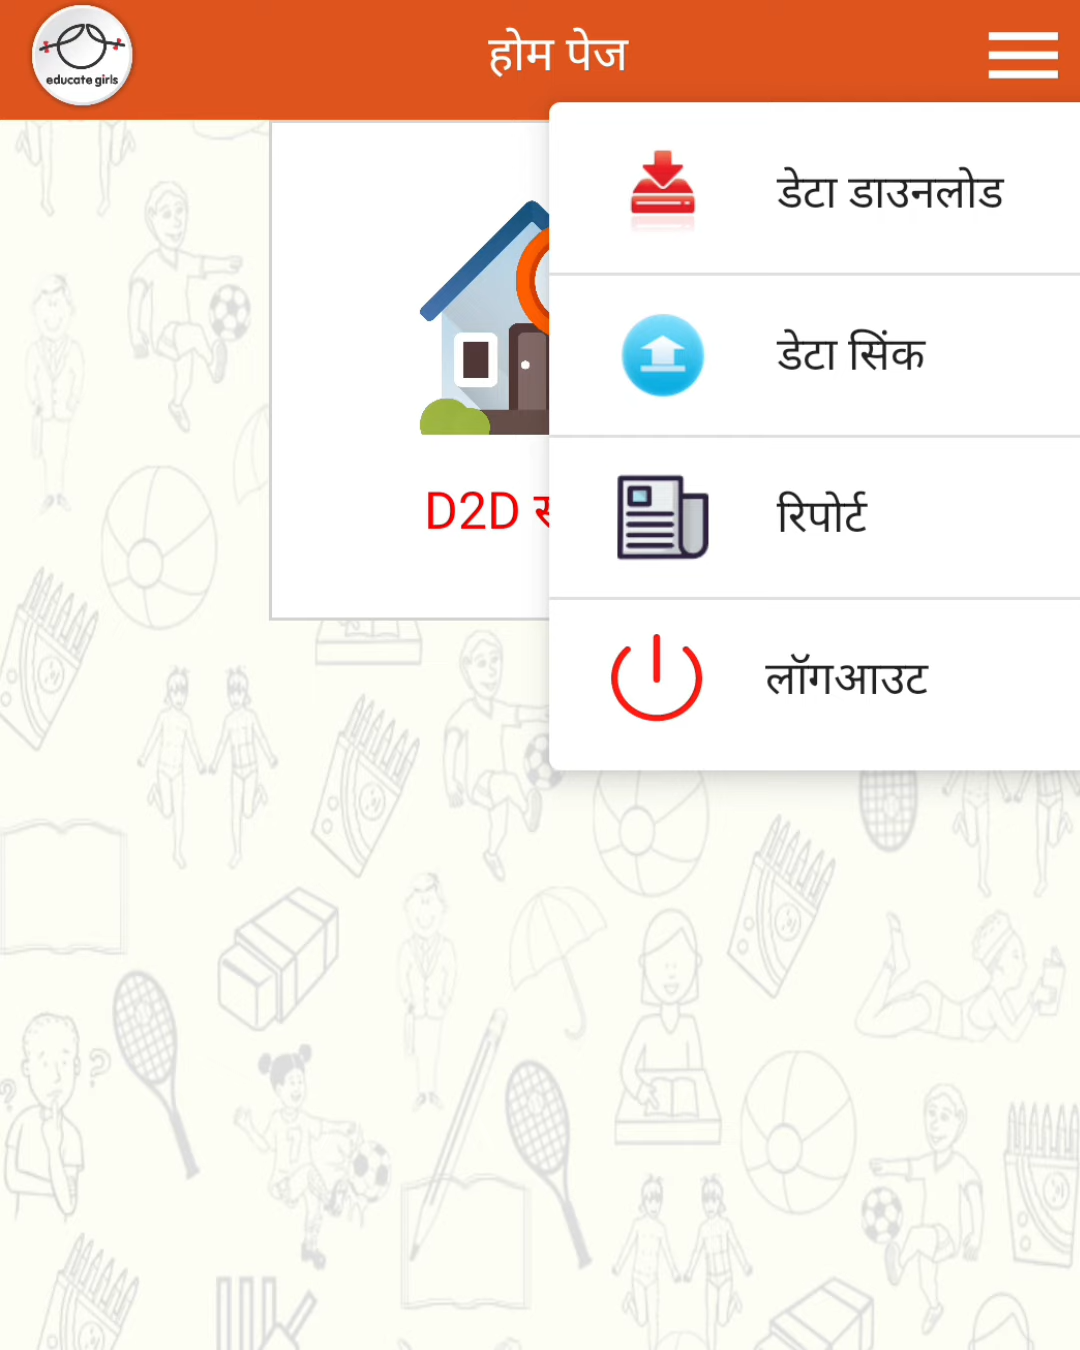 educate girls
होम पेज
डेटा डाउनलोड
डेटा सिंक
रिपोर्ट
लॉगआउट
D2D